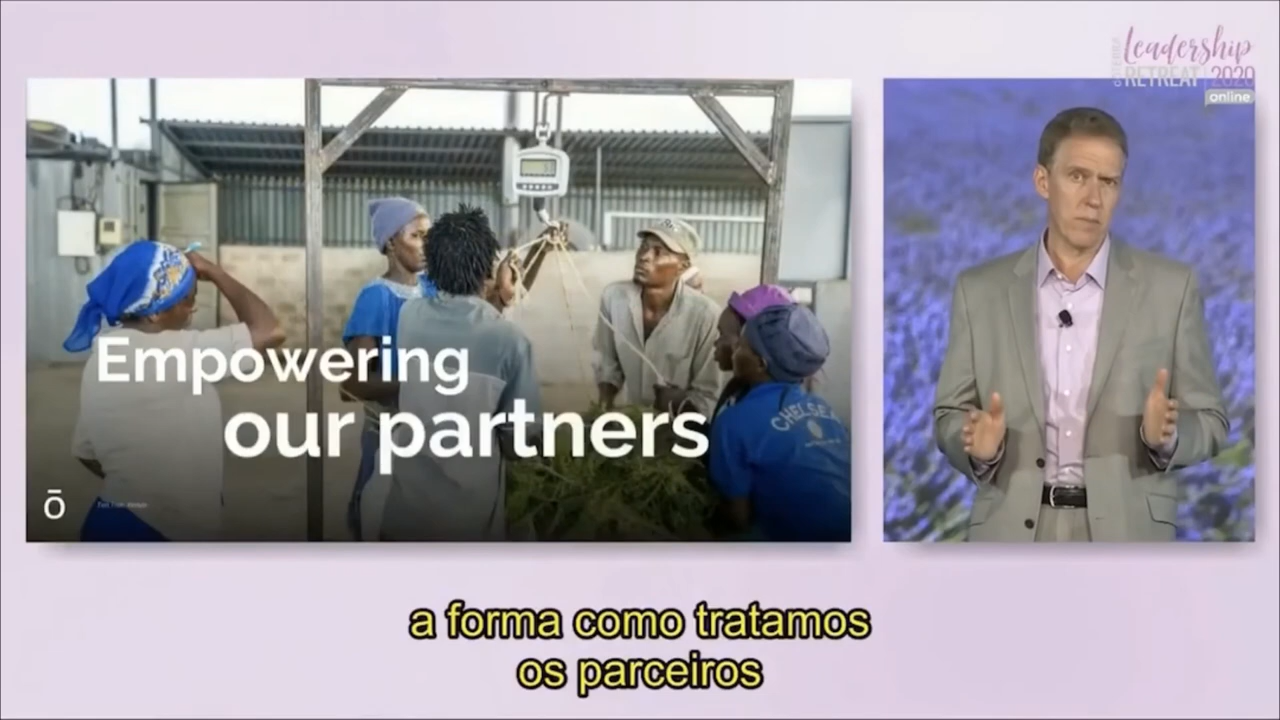 Leadership
RETREAT 2020
online
Empowering
our partners
ō
CHELSEA
a forma como tratamos
os parceiros